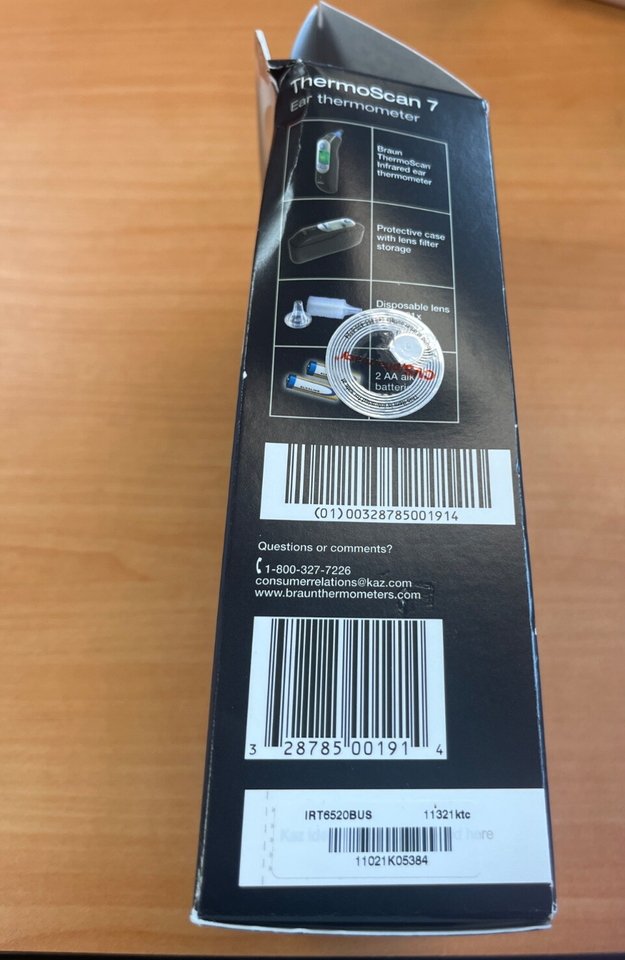 ThermoScan 7
Ear thermometer
Braun
ThermoScan
Infrared ear
thermometer
Protective case
with lens filter
storage
Disposable lens
2 AA
IRT6520BUS 11321ktc
11021K05384
(01)00328785001914
Questions or comments?
1-800-327-7226
consumerrelations@kaz.com
www.braunthermometers.com
3 28785 00191 4
Kaz
here